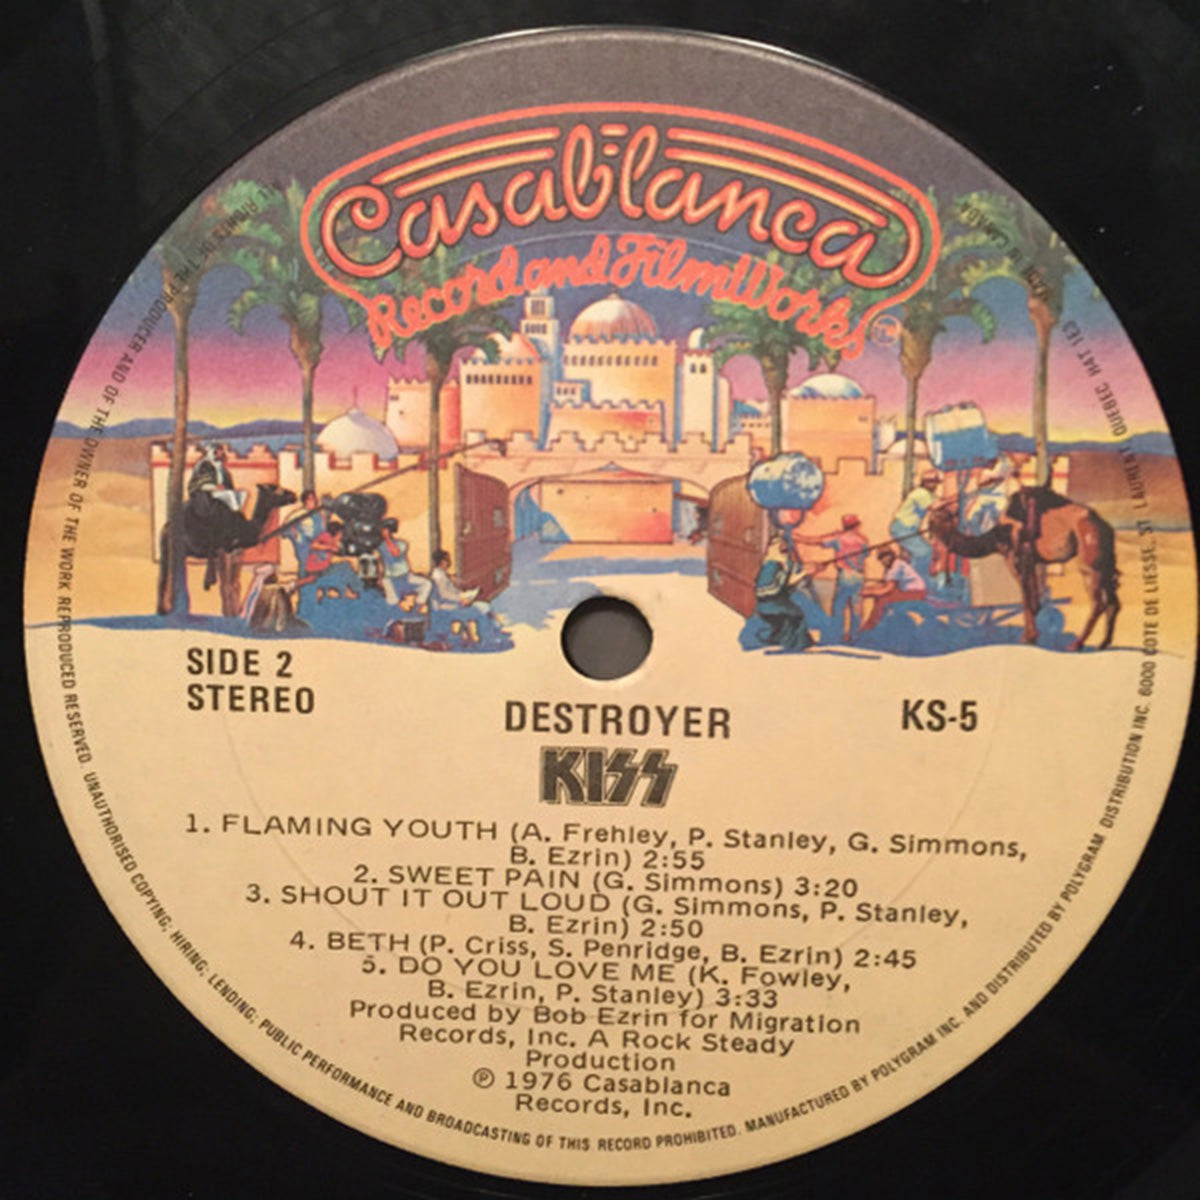 Casablanca
Record and FilmWorks
TM
SIDE 2
STEREO
DESTROYER
KS-5
KISS
1. FLAMING YOUTH (A. Frehley, P. Stanley, G. Simmons,
B. Ezrin) 2:55
2. SWEET PAIN (G. Simmons) 3:20
3. SHOUT IT OUT LOUD (G. Simmons, P. Stanley,
B. Ezrin) 2:50
4. BETH (P. Criss, S. Penridge, B. Ezrin) 2:45
5. DO YOU LOVE ME (K. Fowley,
B. Ezrin, P. Stanley) 3:33
Produced by Bob Ezrin for Migration
Records, Inc. A Rock Steady
Production
℗ 1976 Casablanca
Records, Inc.
OF THE PRODUCER AND OF THE OWNER OF THE WORK REPRODUCED RESERVED. UNAUTHORISED COPYING; HIRING; LENDING; PUBLIC PERFORMANCE AND BROADCASTING OF THIS RECORD PROHIBITED. MANUFACTURED BY POLYGRAM INC. AND DISTRIBUTED BY POLYGRAM DISTRIBUTION INC. 6000 COTE DE LIESSE, ST LAURENT QUEBEC H4T 1E3